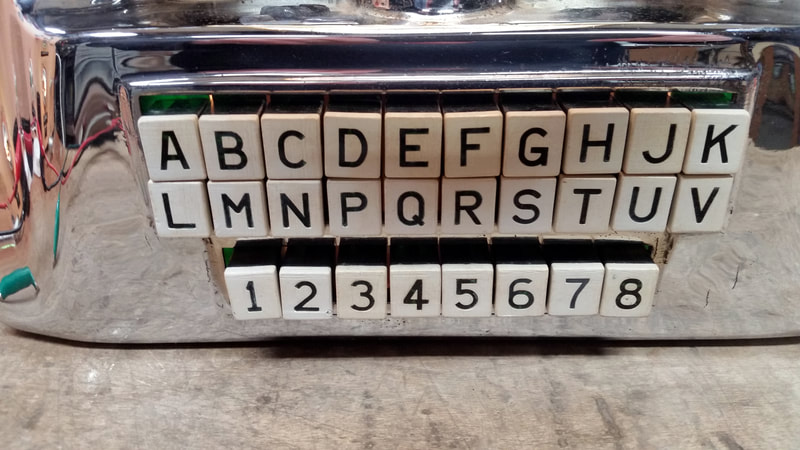 A B C D E F G H J K
L M N P Q R S T U V
1 2 3 4 5 6 7 8